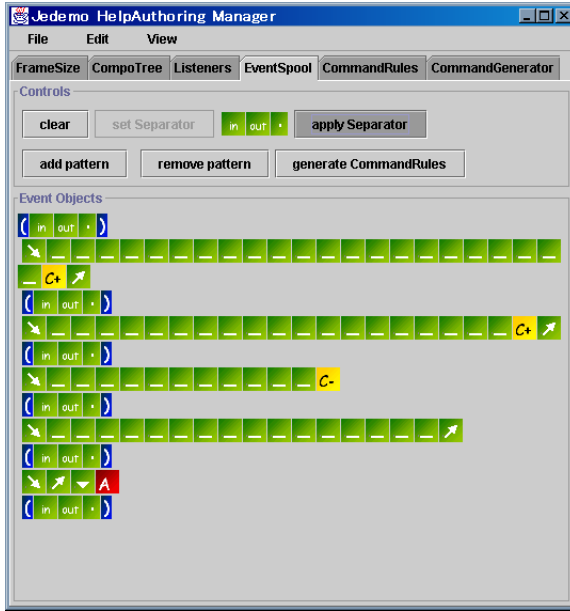 Jedemo HelpAuthoring Manager
File Edit View
FrameSize CompoTree Listeners EventSpool CommandRules CommandGenerator
Controls
clear set Separator in out · apply Separator
add pattern remove pattern generate CommandRules
Event Objects
( in out · )
_ _ _ _ _ _ _ _ _ _ _ _ _ _ _ _ _ _ _ _
_ C+
( in out · )
_ _ _ _ _ _ _ _ _ _ _ _ _ _ _ _ _ _ C+
( in out · )
_ _ _ _ _ _ _ _ _ _ _ C-
( in out · )
_ _ _ _ _ _ _ _ _ _ _ _ _ _ _
( in out · )
A
( in out · )